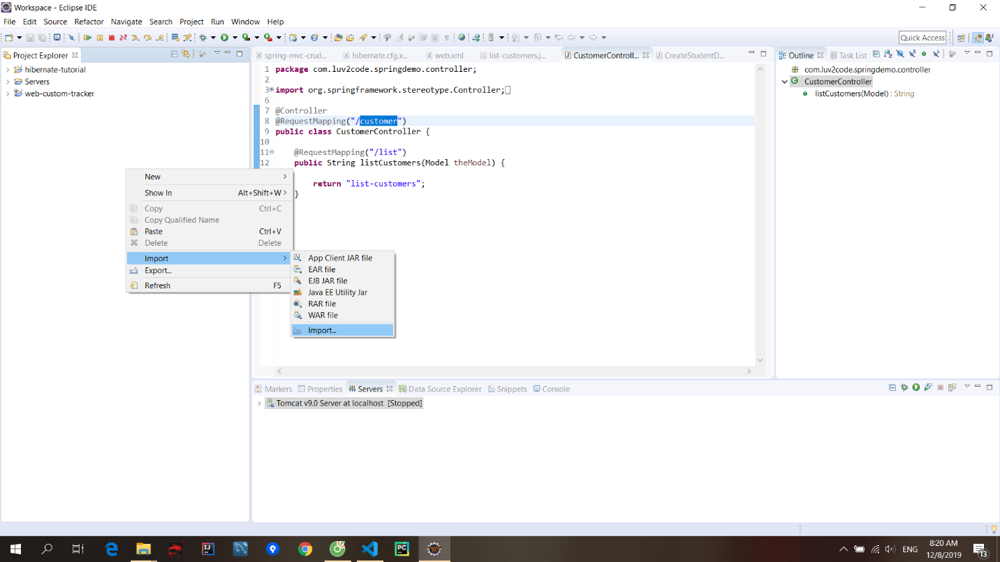 Workspace - Eclipse IDE
File Edit Source Refactor Navigate Search Project Run Window Help
Quick Access
Project Explorer
hibernate-tutorial
Servers
web-custom-tracker
spring-mvc-crud... hibernate.cfg.x... web.xml list-customers.j... CustomerControll... CreateStudentD...
1 package com.luv2code.springdemo.controller;
2
3 import org.springframework.stereotype.Controller;
6
7 @Controller
8 @RequestMapping("/customer")
9 public class CustomerController {
10
11 @RequestMapping("/list")
12 public String listCustomers(Model theModel) {
return "list-customers";
}
New
Show In Alt+Shift+W
Copy Ctrl+C
Copy Qualified Name
Paste Ctrl+V
Delete Delete
Import
Export...
Refresh F5
App Client JAR file
EAR file
EJB JAR file
Java EE Utility Jar
RAR file
WAR file
Import...
Outline Task List
com.luv2code.springdemo.controller
CustomerController
listCustomers(Model) : String
Markers Properties Servers Data Source Explorer Snippets Console
Tomcat v9.0 Server at localhost [Stopped]
ENG
8:20 AM
12/8/2019
13